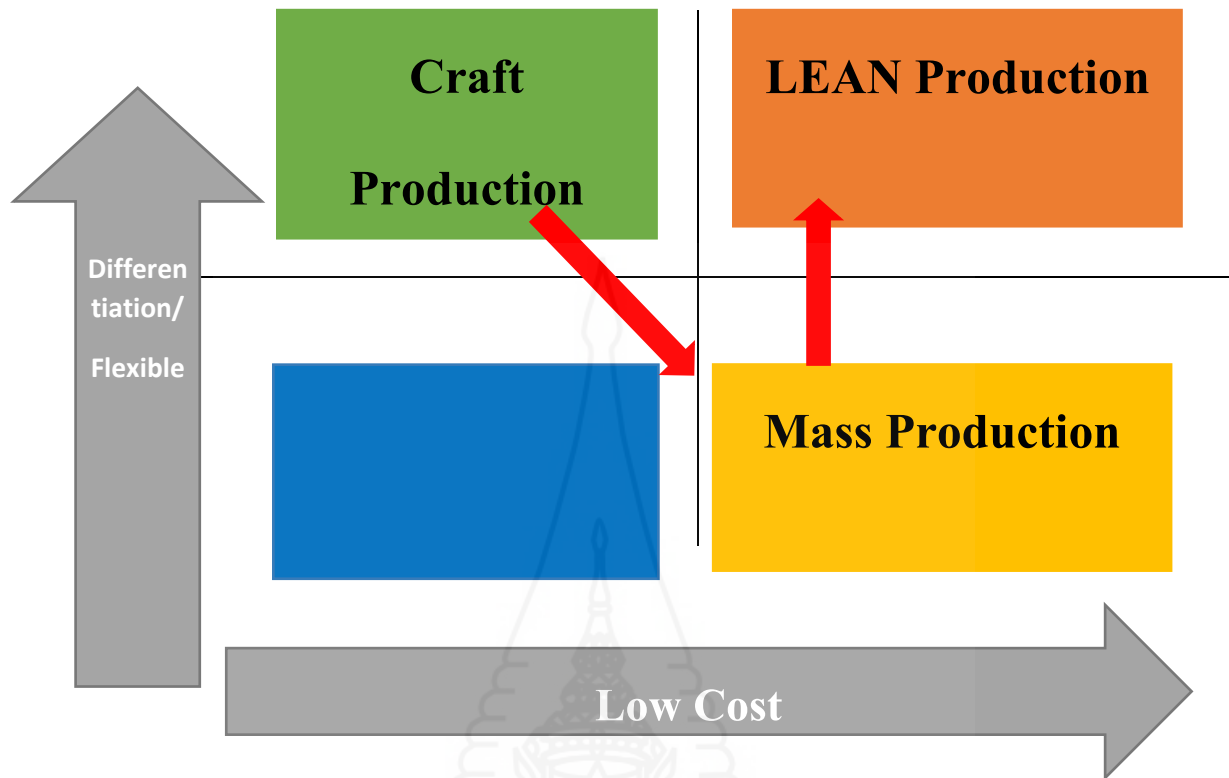 Craft
Production
LEAN Production
Differen
tiation/
Flexible
Mass Production
Low Cost